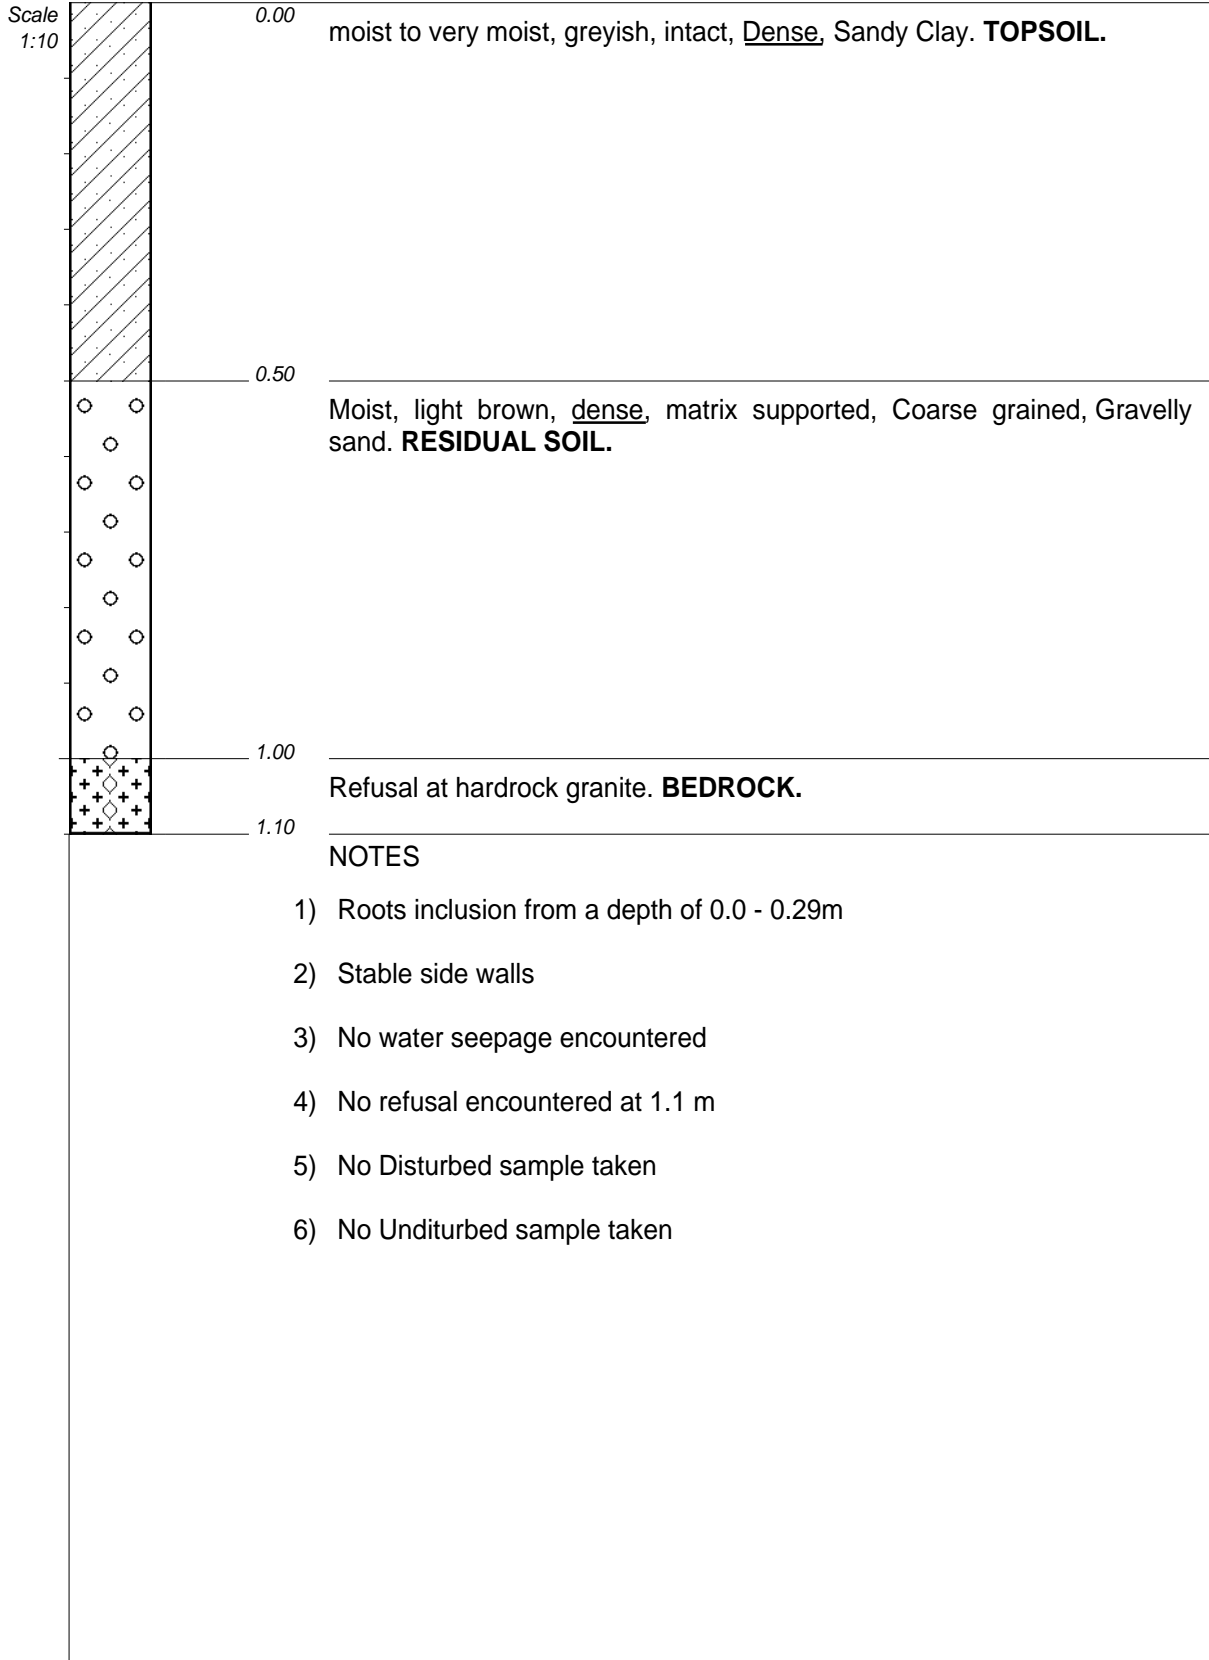 Scale
1:10
0.00
moist to very moist, greyish, intact, Dense, Sandy Clay. TOPSOIL.
0.50
Moist, light brown, dense, matrix supported, Coarse grained, Gravelly
sand. RESIDUAL SOIL.
1.00
Refusal at hardrock granite. BEDROCK.
1.10
NOTES
1) Roots inclusion from a depth of 0.0 - 0.29m
2) Stable side walls
3) No water seepage encountered
4) No refusal encountered at 1.1 m
5) No Disturbed sample taken
6) No Unditurbed sample taken